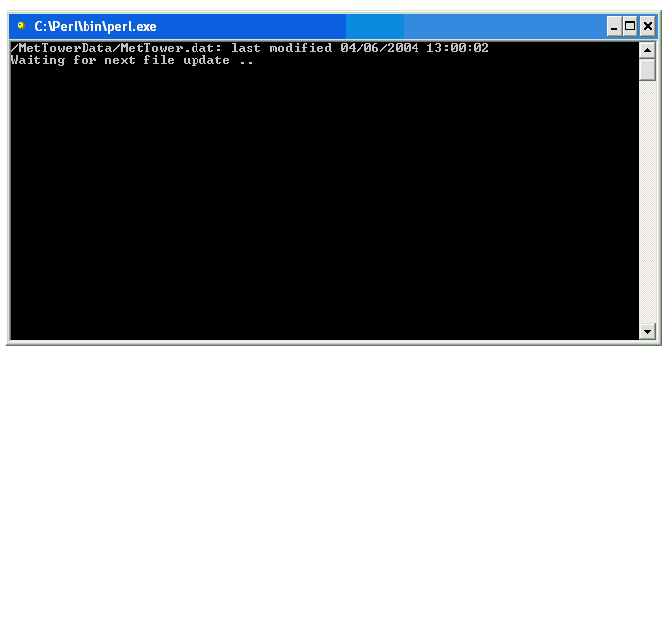 C:\Perl\bin\perl.exe
/MetTowerData/MetTower.dat: last modified 04/06/2004 13:00:02
Waiting for next file update ..